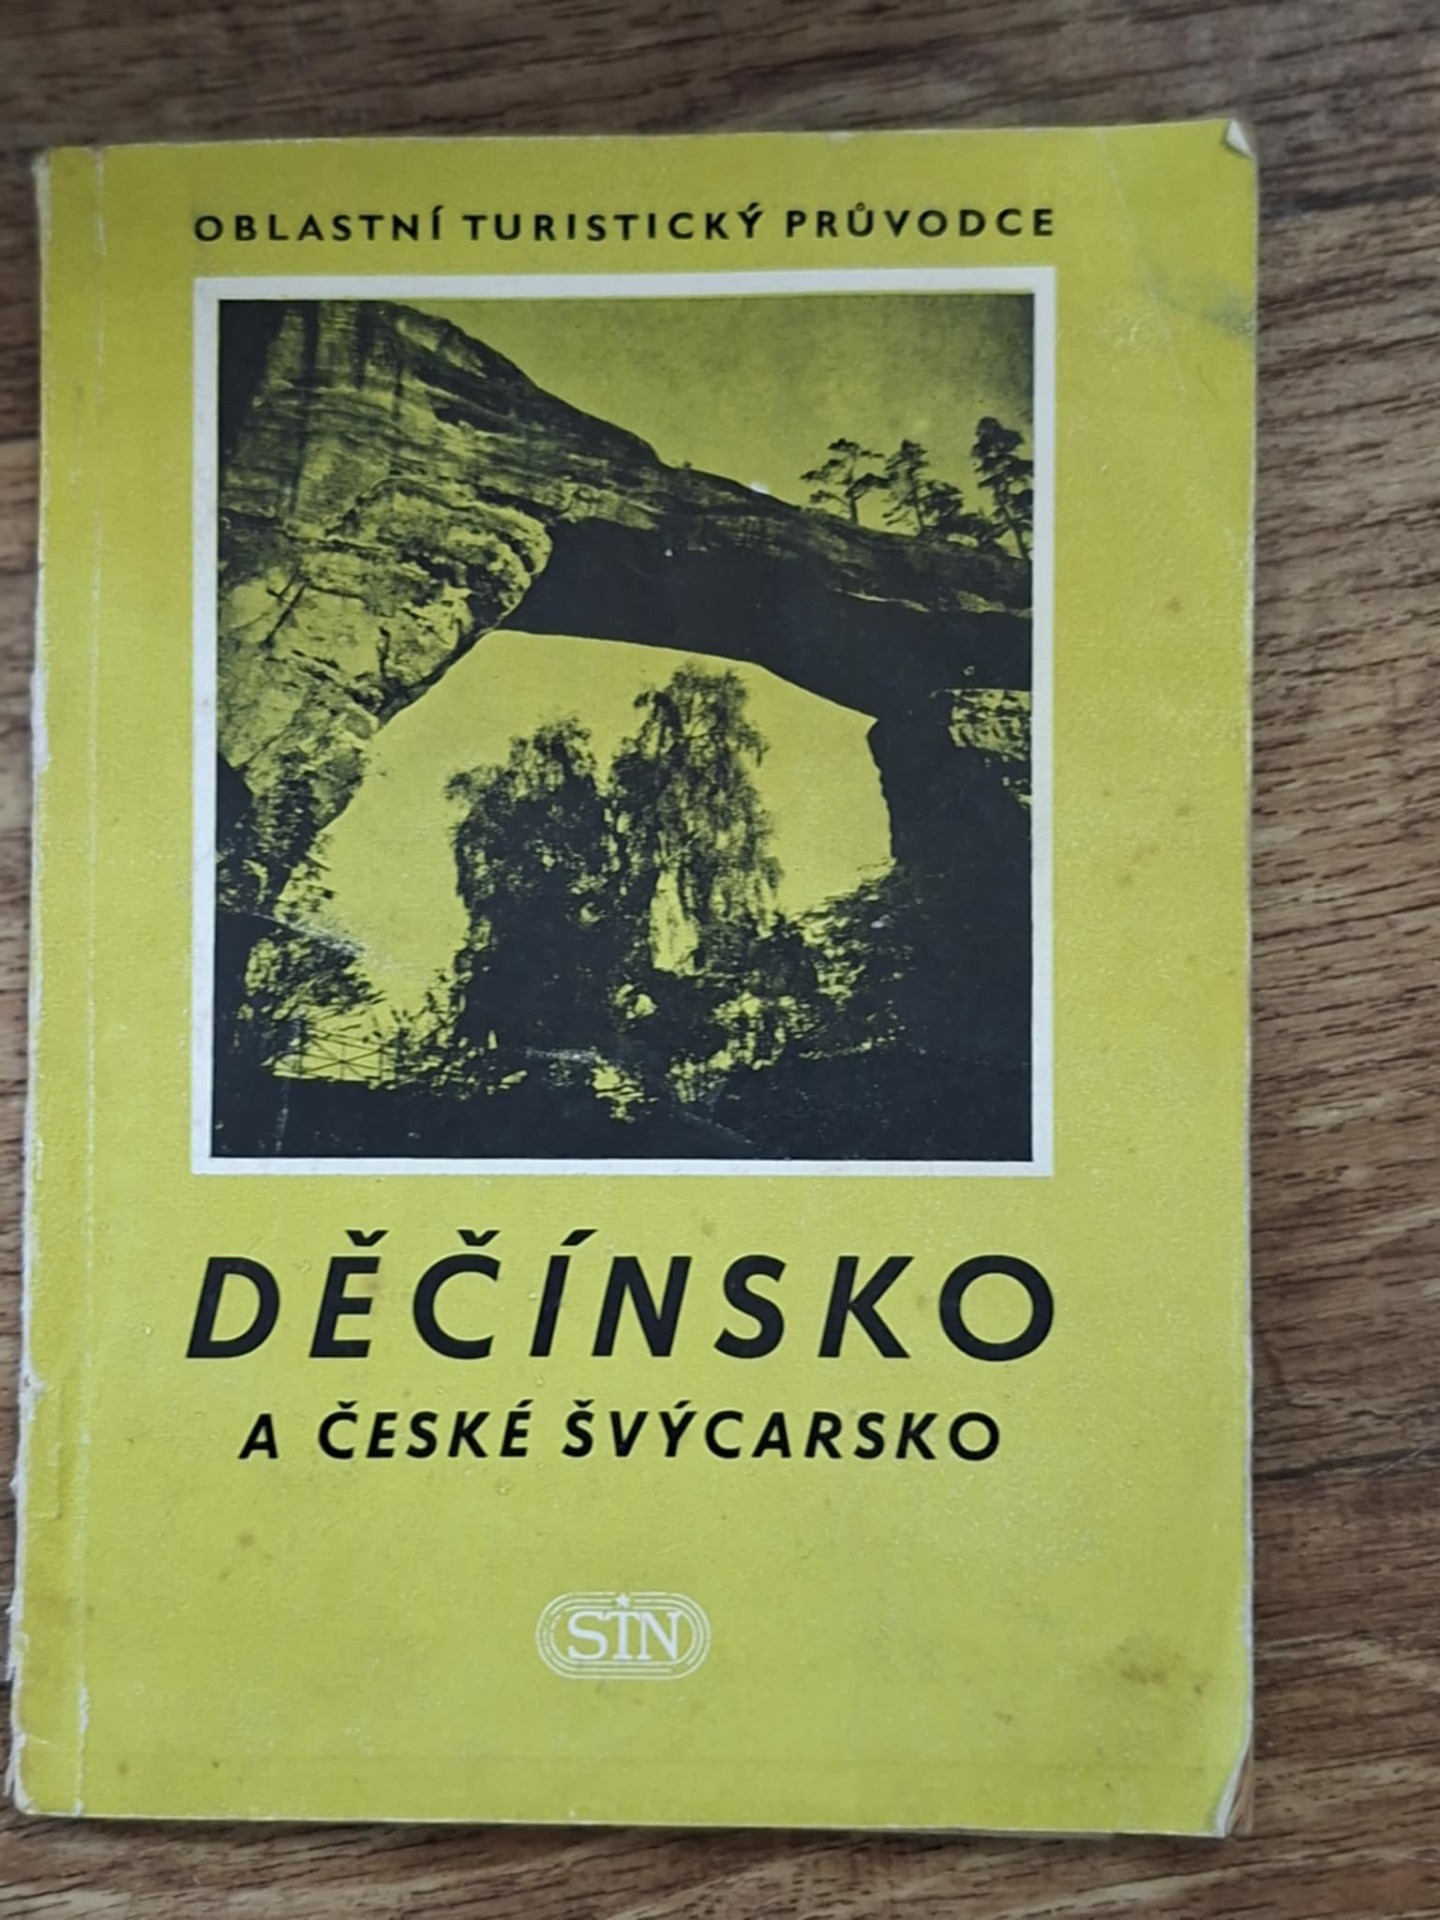 OBLASTNÍ TURISTICKÝ PRŮVODCE
DĚČÍNSKO
A ČESKÉ ŠVÝCARSKO
STN